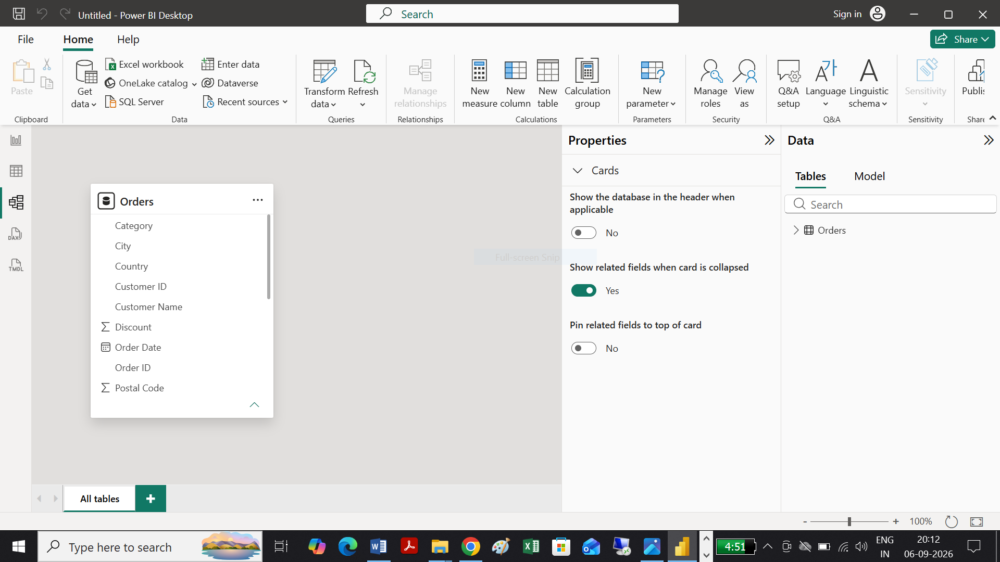 Untitled - Power BI Desktop
Search
Sign in
File
Home
Help
Share
Paste
Clipboard
Get data
Excel workbook
OneLake catalog
SQL Server
Enter data
Dataverse
Recent sources
Data
Transform data
Refresh
Queries
Manage relationships
Relationships
New measure
New column
New table
Calculation group
Calculations
New parameter
Parameters
Manage roles
View as
Security
Q&A setup
Language
Linguistic schema
Q&A
Sensitivity
Sensitivity
Publis
Share
DAX
TMDL
Orders
Category
City
Country
Customer ID
Customer Name
Discount
Order Date
Order ID
Postal Code
Full-screen Snip
Properties
Cards
Show the database in the header when
applicable
No
Show related fields when card is collapsed
Yes
Pin related fields to top of card
No
Data
Tables
Model
Search
Orders
All tables
+
- + 100%
Type here to search
4:51
ENG
IN
20:12
06-09-2026